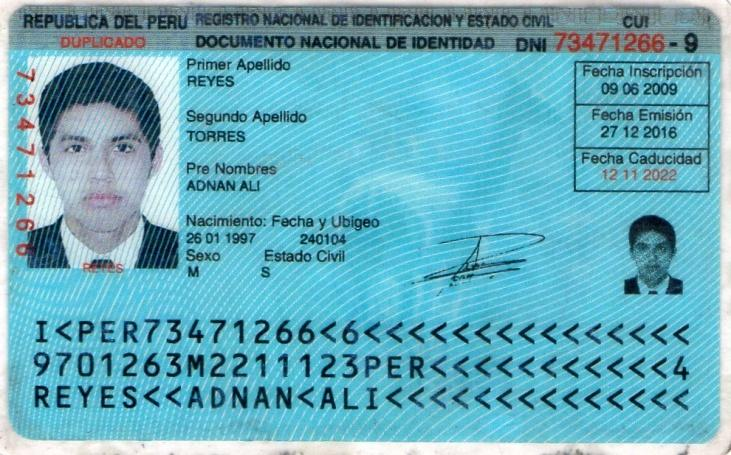 REPUBLICA DEL PERU REGISTRO NACIONAL DE IDENTIFICACION Y ESTADO CIVIL CUI
DUPLICADO DOCUMENTO NACIONAL DE IDENTIDAD DNI 73471266 - 9
Primer Apellido
REYES
Segundo Apellido
TORRES
Pre Nombres
ADNAN ALI
Nacimiento: Fecha y Ubigeo
26 01 1997 240104
Sexo Estado Civil
M S
Fecha Inscripción
09 06 2009
Fecha Emisión
27 12 2016
Fecha Caducidad
12 11 2022
73471266
REYES
I<PER73471266<6<<<<<<<<<<<<<<<
9701263M2211123PER<<<<<<<<<<<4
REYES<<ADNAN<ALI<<<<<<<<<<<<<<